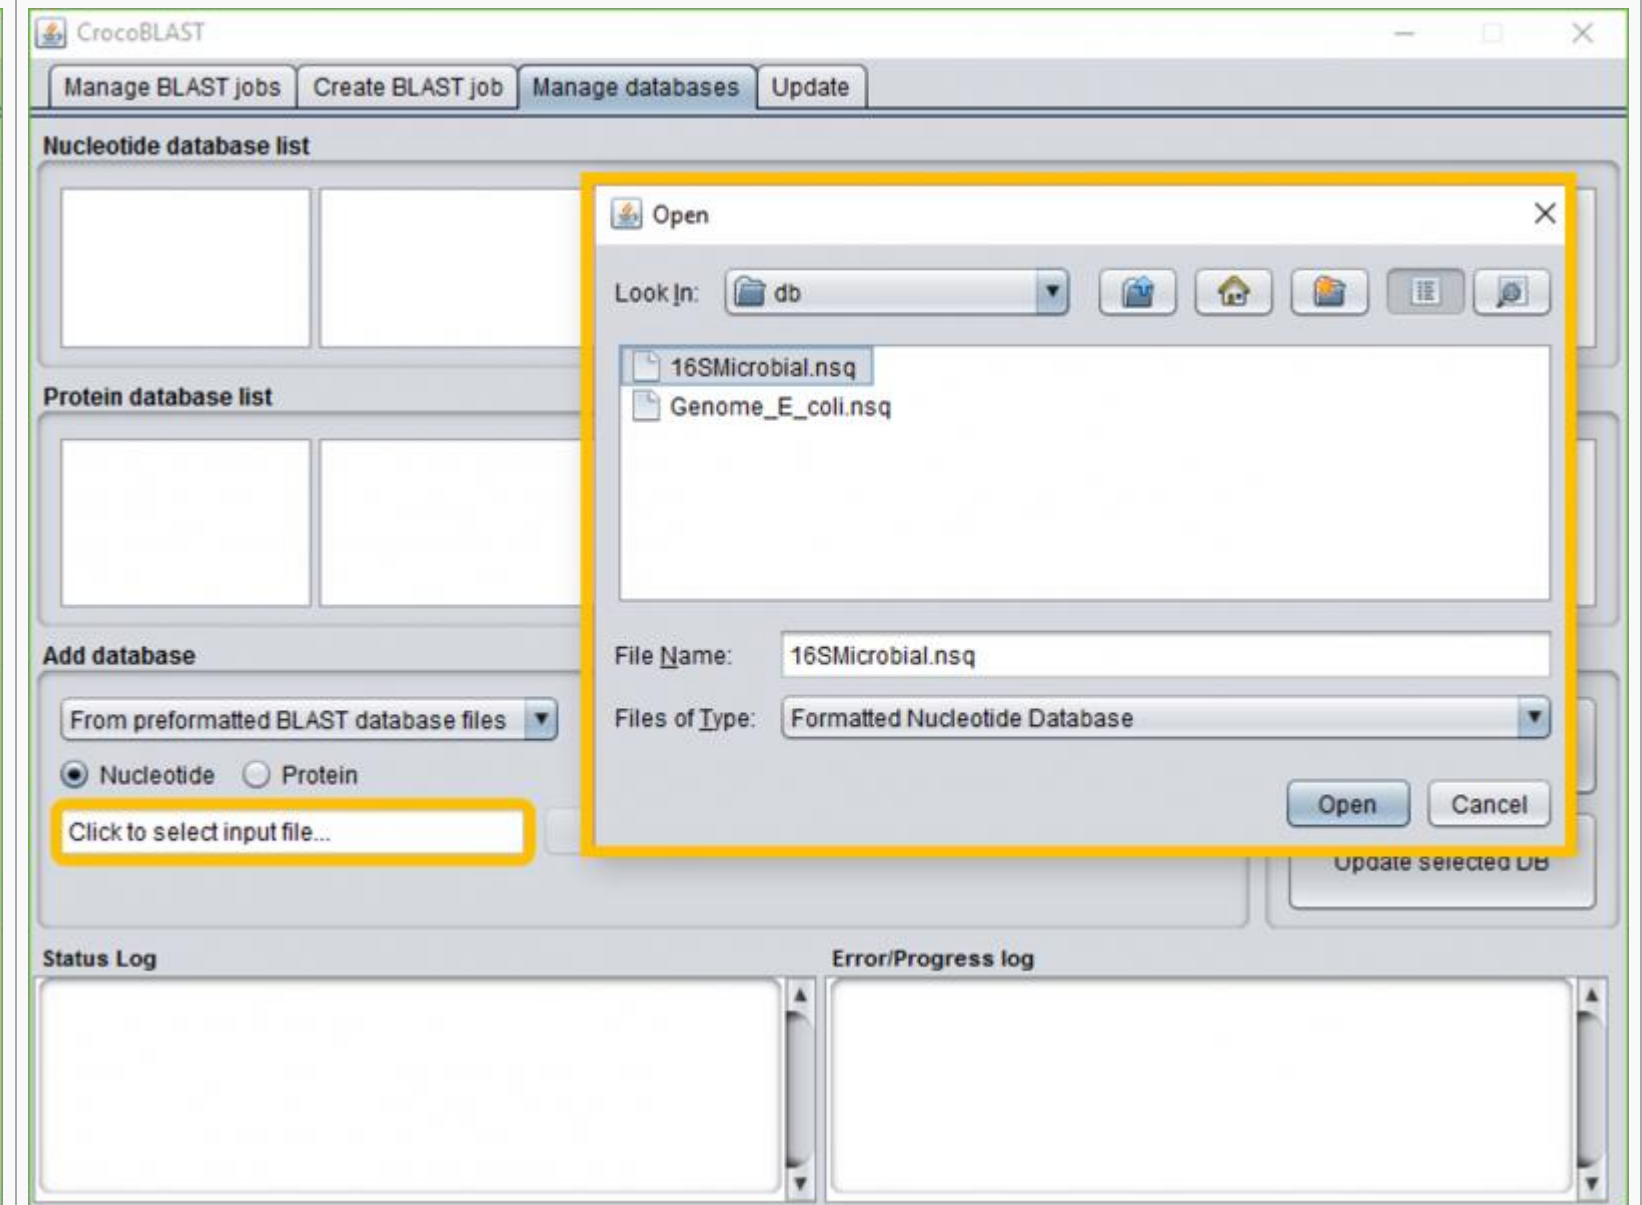 CrocoBLAST
Manage BLAST jobs
Create BLAST job
Manage databases
Update
Nucleotide database list
Open
Look In:
db
16SMicrobial.nsq
Genome_E_coli.nsq
File Name:
16SMicrobial.nsq
Files of Type:
Formatted Nucleotide Database
Open
Cancel
Protein database list
Add database
From preformatted BLAST database files
Nucleotide
Protein
Click to select input file...
Update selected DB
Status Log
Error/Progress log